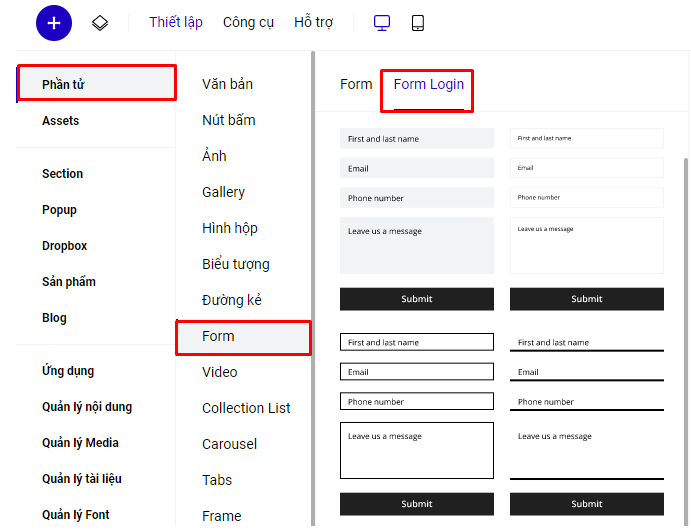 Thiết lập Công cụ Hỗ trợ
Phần tử
Assets
Section
Popup
Dropbox
Sản phẩm
Blog
Ứng dụng
Quản lý nội dung
Quản lý Media
Quản lý tài liệu
Quản lý Font
Văn bản
Nút bấm
Ảnh
Gallery
Hình hộp
Biểu tượng
Đường kẻ
Form
Video
Collection List
Carousel
Tabs
Frame
Form Form Login
First and last name
Email
Phone number
Leave us a message
Submit
First and last name
Email
Phone number
Leave us a message
Submit
First and last name
Email
Phone number
Leave us a message
Submit
First and last name
Email
Phone number
Leave us a message
Submit